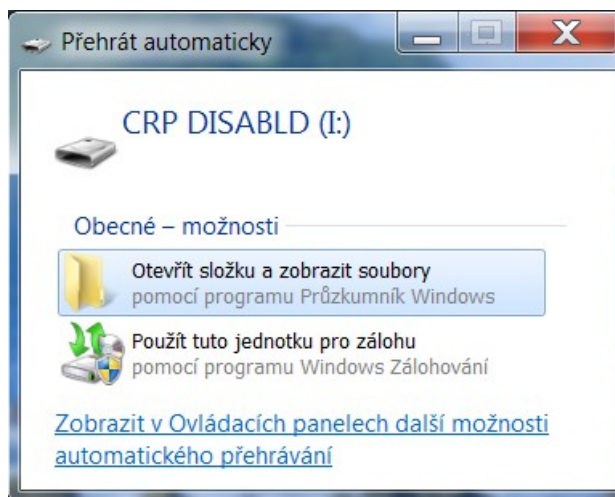 Přehrát automaticky
CRP DISABLD (I:)
Obecné – možnosti
Otevřít složku a zobrazit soubory
pomocí programu Průzkumník Windows
Použít tuto jednotku pro zálohu
pomocí programu Windows Zálohování
Zobrazit v Ovládacích panelech další možnosti
automatického přehrávání